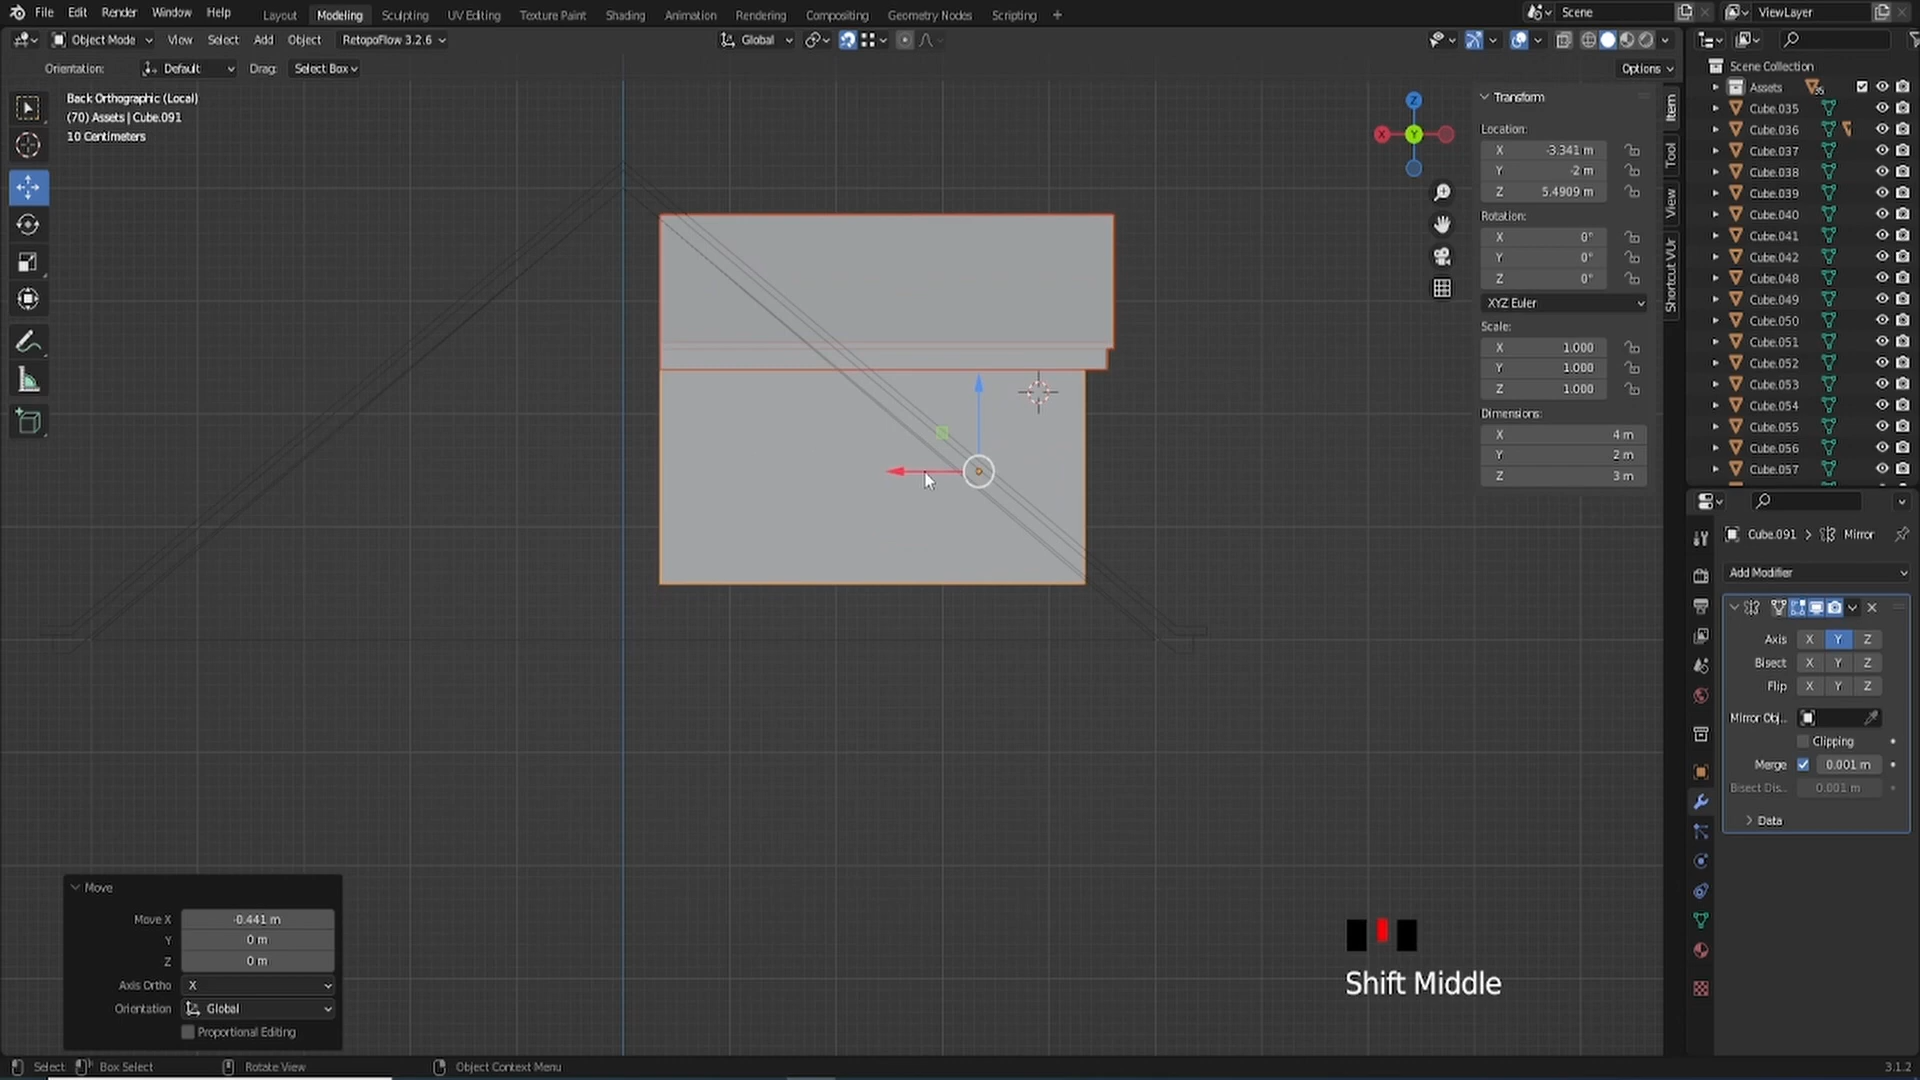 File Edit Render Window Help Layout Modeling Sculpting UV Editing Texture Paint Shading Animation Rendering Compositing Geometry Nodes Scripting + Scene ViewLayer
Object Mode View Select Add Object RetopoFlow 3.2.6 Global
Orientation: Default Drag: Select Box Options
Back Orthographic (Local)
(70) Assets | Cube.091
10 Centimeters
Z
X
Y
Transform
Location:
X -3.341 m
Y -2 m
Z 5.4909 m
Rotation:
X 0°
Y 0°
Z 0°
XYZ Euler
Scale:
X 1.000
Y 1.000
Z 1.000
Dimensions:
X 4 m
Y 2 m
Z 3 m
Item
Tool
View
Shortcut VUr
Scene Collection
Assets
Cube.035
Cube.036
Cube.037
Cube.038
Cube.039
Cube.040
Cube.041
Cube.042
Cube.048
Cube.049
Cube.050
Cube.051
Cube.052
Cube.053
Cube.054
Cube.055
Cube.056
Cube.057
Cube.091 > Mirror
Add Modifier
Axis X Y Z
Bisect X Y Z
Flip X Y Z
Mirror Obj...
Clipping
Merge 0.001 m
Bisect Dis... 0.001 m
Data
Move
Move X -0.441 m
Y 0 m
Z 0 m
Axis Ortho X
Orientation Global
Proportional Editing
Shift Middle
Select Box Select Rotate View Object Context Menu 3.1.2